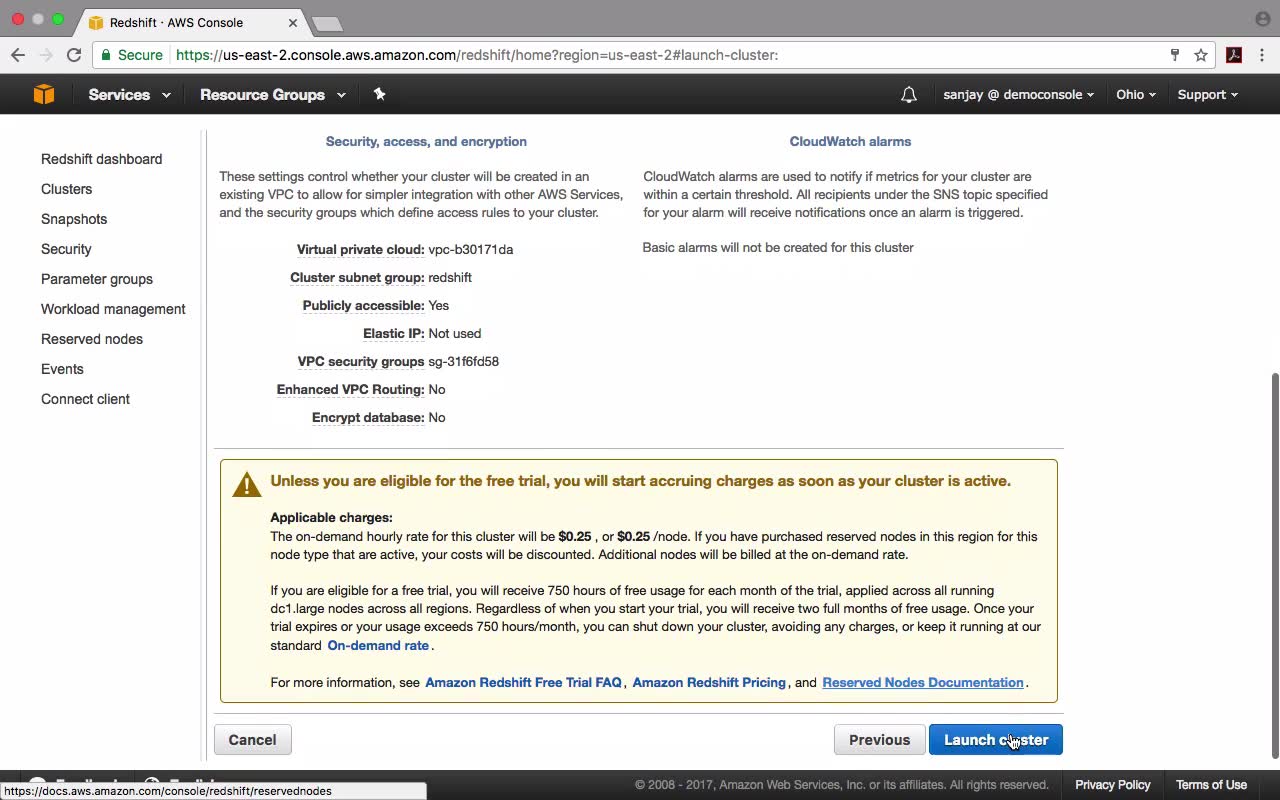 Redshift · AWS Console
Secure https://us-east-2.console.aws.amazon.com/redshift/home?region=us-east-2#launch-cluster:
Services Resource Groups sanjay @ democonsole Ohio Support
Redshift dashboard
Clusters
Snapshots
Security
Parameter groups
Workload management
Reserved nodes
Events
Connect client
Security, access, and encryption
These settings control whether your cluster will be created in an
existing VPC to allow for simpler integration with other AWS Services,
and the security groups which define access rules to your cluster.
Virtual private cloud: vpc-b30171da
Cluster subnet group: redshift
Publicly accessible: Yes
Elastic IP: Not used
VPC security groups sg-31f6fd58
Enhanced VPC Routing: No
Encrypt database: No
CloudWatch alarms
CloudWatch alarms are used to notify if metrics for your cluster are
within a certain threshold. All recipients under the SNS topic specified
for your alarm will receive notifications once an alarm is triggered.
Basic alarms will not be created for this cluster
Unless you are eligible for the free trial, you will start accruing charges as soon as your cluster is active.
Applicable charges:
The on-demand hourly rate for this cluster will be $0.25 , or $0.25 /node. If you have purchased reserved nodes in this region for this
node type that are active, your costs will be discounted. Additional nodes will be billed at the on-demand rate.
If you are eligible for a free trial, you will receive 750 hours of free usage for each month of the trial, applied across all running
dc1.large nodes across all regions. Regardless of when you start your trial, you will receive two full months of free usage. Once your
trial expires or your usage exceeds 750 hours/month, you can shut down your cluster, avoiding any charges, or keep it running at our
standard On-demand rate .
For more information, see Amazon Redshift Free Trial FAQ , Amazon Redshift Pricing , and Reserved Nodes Documentation .
Cancel Previous Launch cluster
© 2008 - 2017, Amazon Web Services, Inc. or its affiliates. All rights reserved. Privacy Policy Terms of Use
https://docs.aws.amazon.com/console/redshift/reservednodes